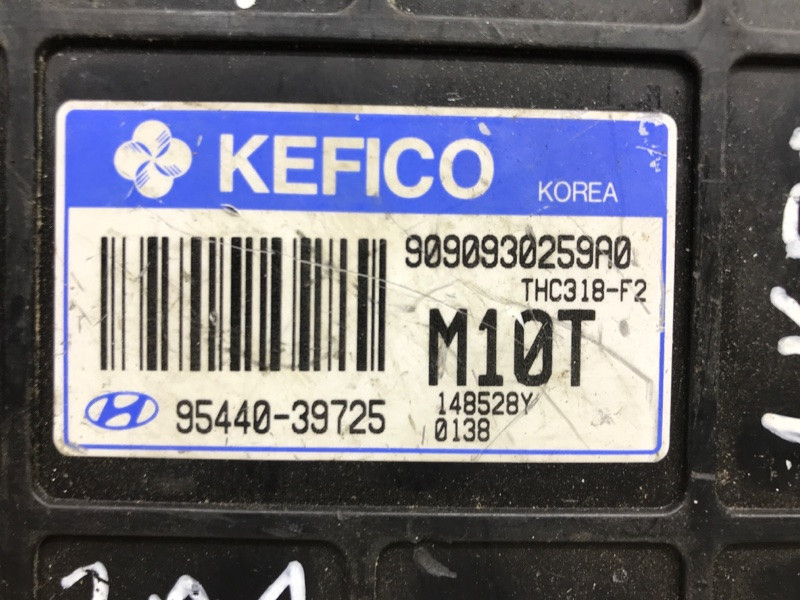 KEFICO KOREA
9090930259A0
THC318-F2
M10T
95440-39725
148528Y
0138